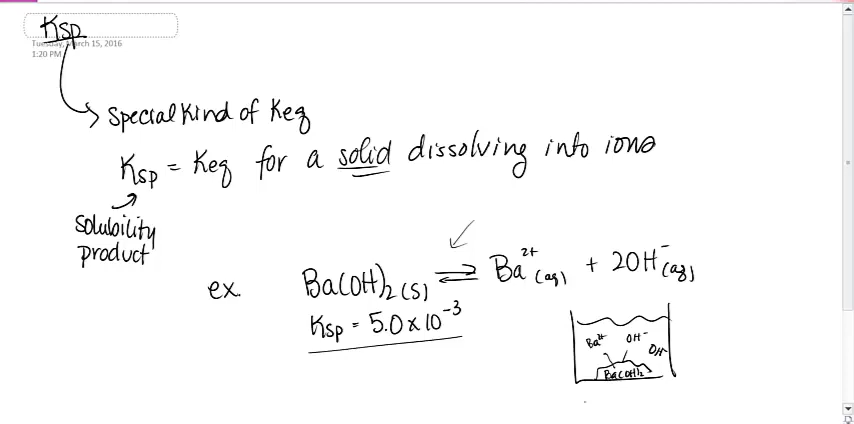 Ksp
Tuesday, March 15, 2016
1:20 PM
Special Kind of Keq
Ksp = Keq for a solid dissolving into ions
Solubility
product
ex. Ba(OH)₂(s) ⇌ Ba²⁺(aq) + 2OH⁻(aq)
Ksp = 5.0 x 10⁻³
Ba²⁺ OH⁻
OH⁻
Ba(OH)₂